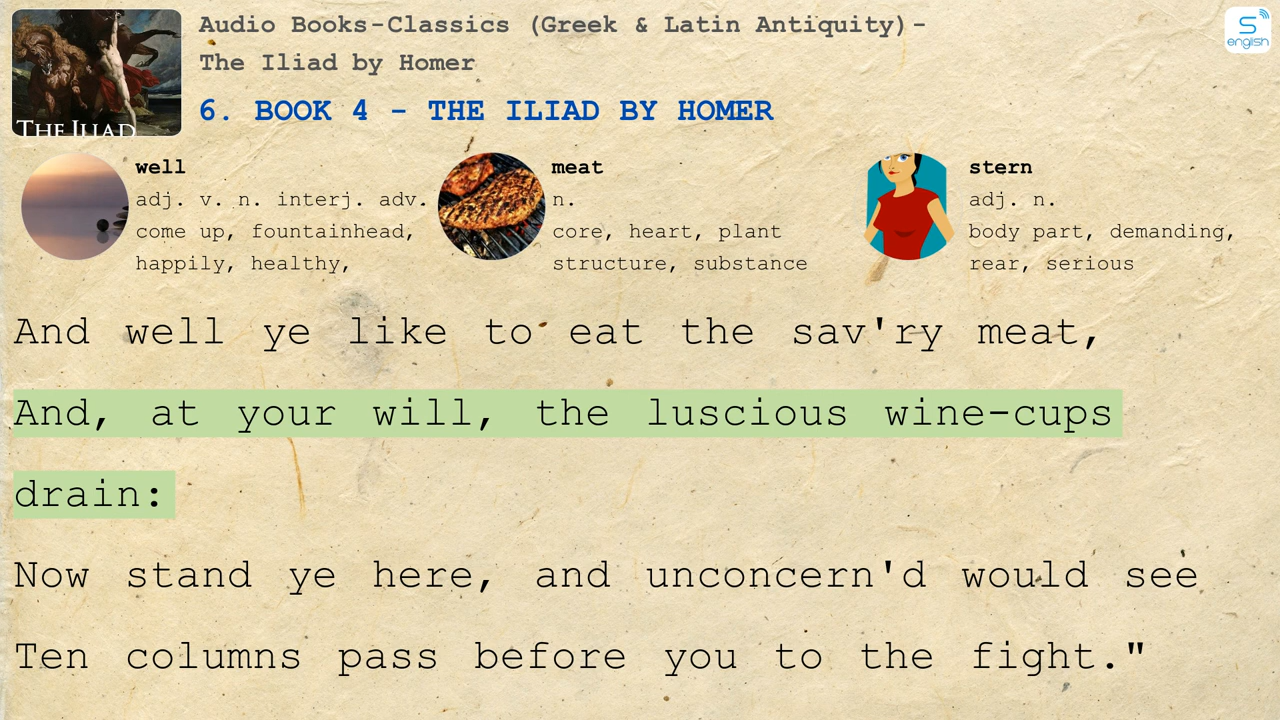 Audio Books-Classics (Greek & Latin Antiquity)-
The Iliad by Homer
6. BOOK 4 - THE ILIAD BY HOMER
THE ILIAD
S
english
well
adj. v. n. interj. adv.
come up, fountainhead,
happily, healthy,
meat
n.
core, heart, plant
structure, substance
stern
adj. n.
body part, demanding,
rear, serious
And well ye like to eat the sav'ry meat,
And, at your will, the luscious wine-cups
drain:
Now stand ye here, and unconcern'd would see
Ten columns pass before you to the fight."